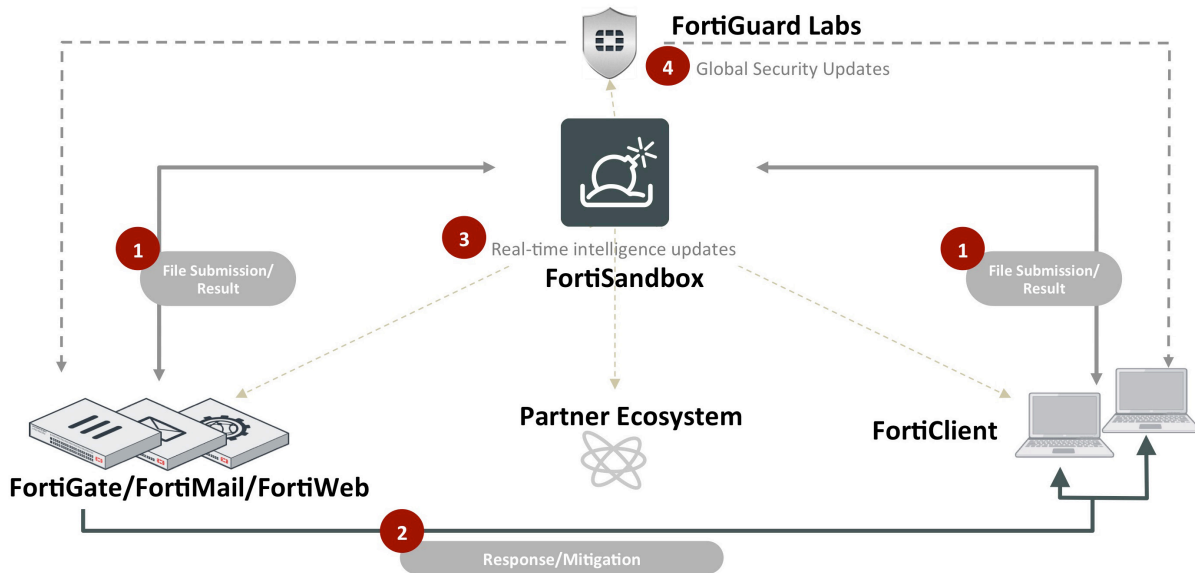 FortiGuard Labs
4
Global Security Updates
3
Real-time intelligence updates
FortiSandbox
1
File Submission/
Result
1
File Submission/
Result
Partner Ecosystem
FortiClient
FortiGate/FortiMail/FortiWeb
2
Response/Mitigation